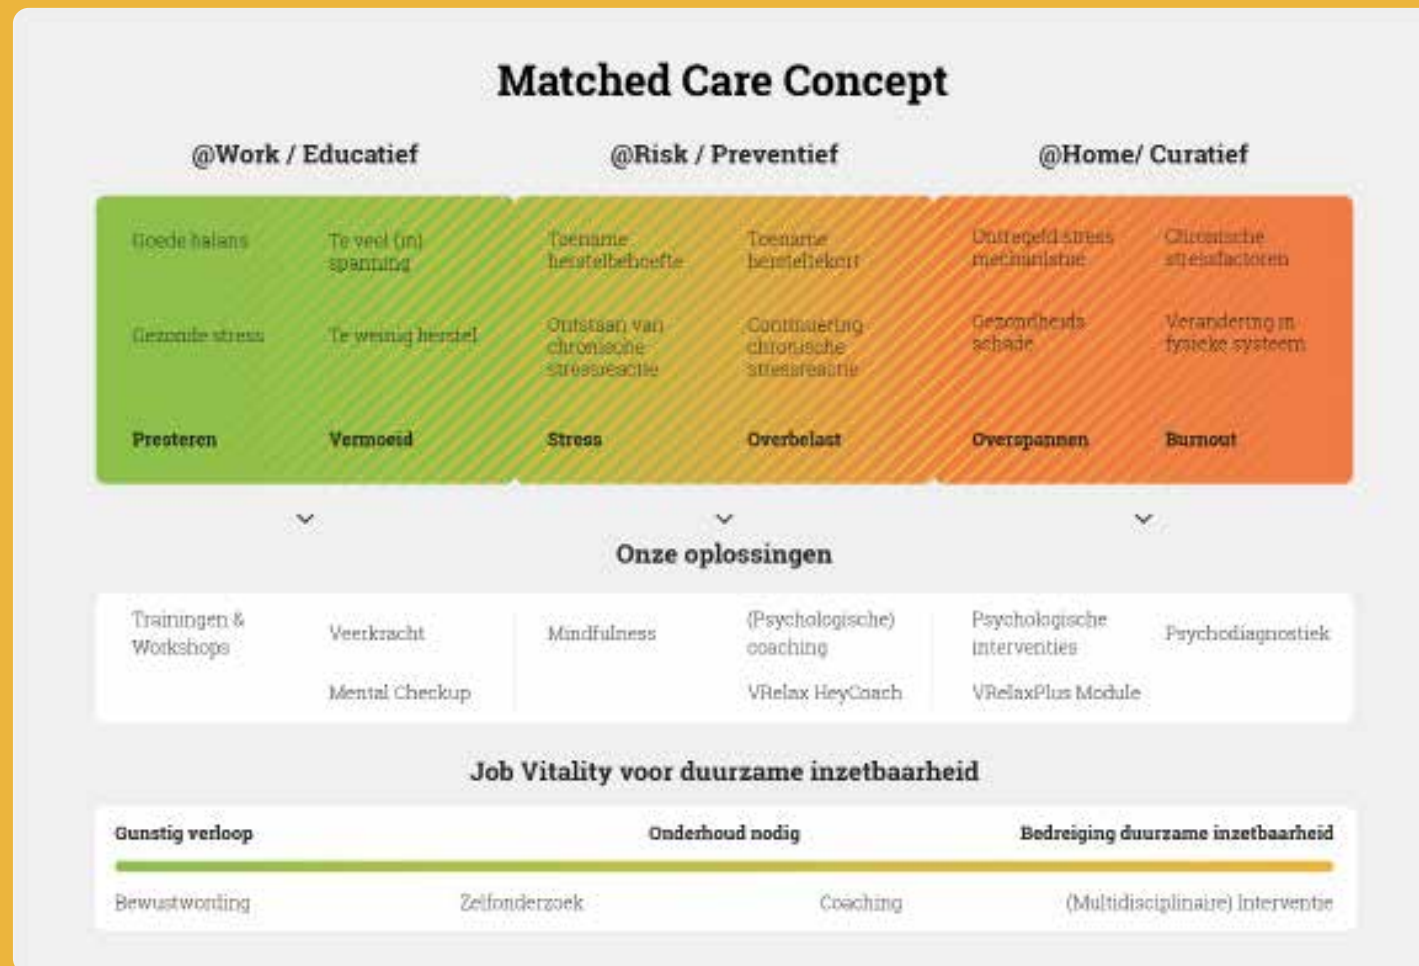 Matched Care Concept
@Work / Educatief
@Risk / Preventief
@Home/ Curatief
Goede balans
Te veel (in)
spanning
Toename
herstelbehoefte
Toename
hersteltekort
Ontregeld stress
mechanistme
Chronische
stressfactoren
Gezonde stress
Te weinig herstel
Ontstaan van
chronische
stressreactie
Continuering
chronische
stressreactie
Gezondheids
schade
Verandering in
fysieke systeem
Presteren
Vermoeid
Stress
Overbelast
Overspannen
Burnout
Onze oplossingen
Trainingen &
Workshops
Veerkracht
Mental Checkup
Mindfulness
(Psychologische)
coaching
VRelax HeyCoach
Psychologische
interventies
VRelaxPlus Module
Psychodiagnostiek
Job Vitality voor duurzame inzetbaarheid
Gunstig verloop
Onderhoud nodig
Bedreiging duurzame inzetbaarheid
Bewustwording
Zelfonderzoek
Coaching
(Multidisciplinaire) Interventie